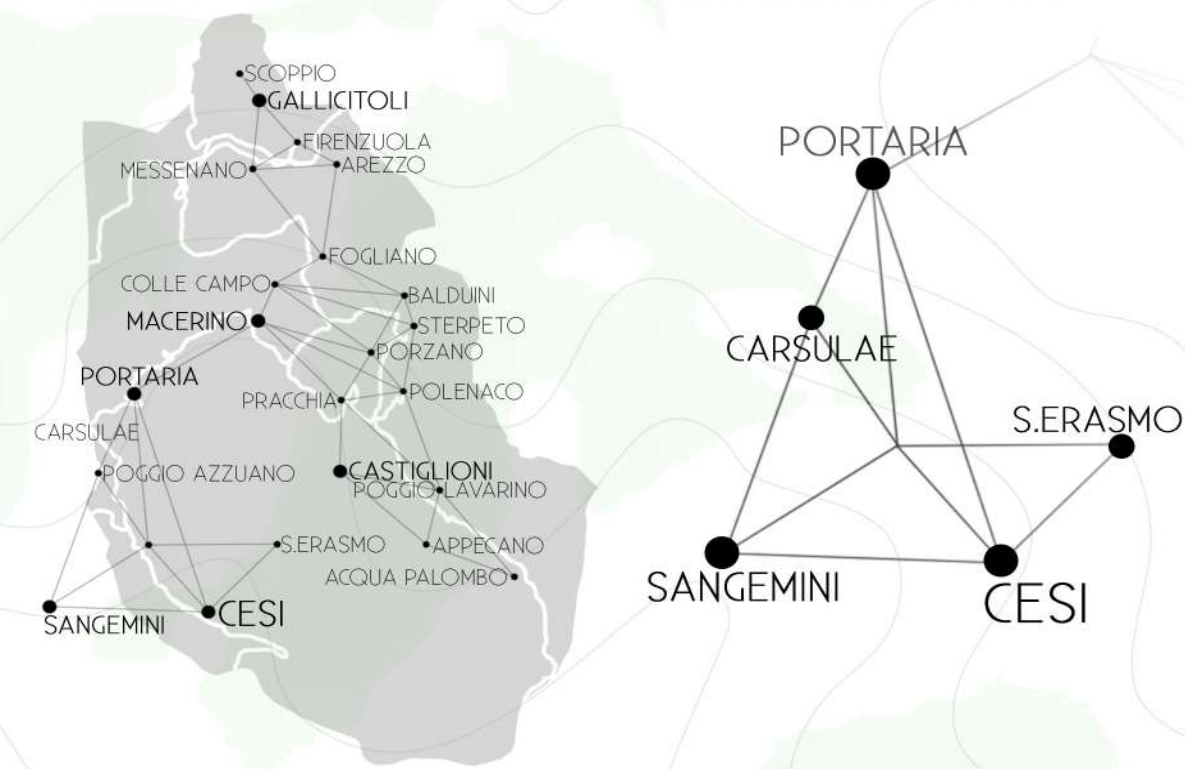 SCOPPIO
GALLICITOLI
FIRENZUOLA
MESSENANO
AREZZO
FOGLIANO
COLLE CAMPO
BALDUINI
MACERINO
STERPETO
PORZANO
PORTARIA
PRACCHIA
POLENACO
CARSULAE
POGGIO AZZUANO
CASTIGLIONI
POGGIO LAVARINO
S.ERASMO
APPECANO
ACQUA PALOMBO
SANGEMINI
CESI
PORTARIA
CARSULAE
S.ERASMO
SANGEMINI
CESI